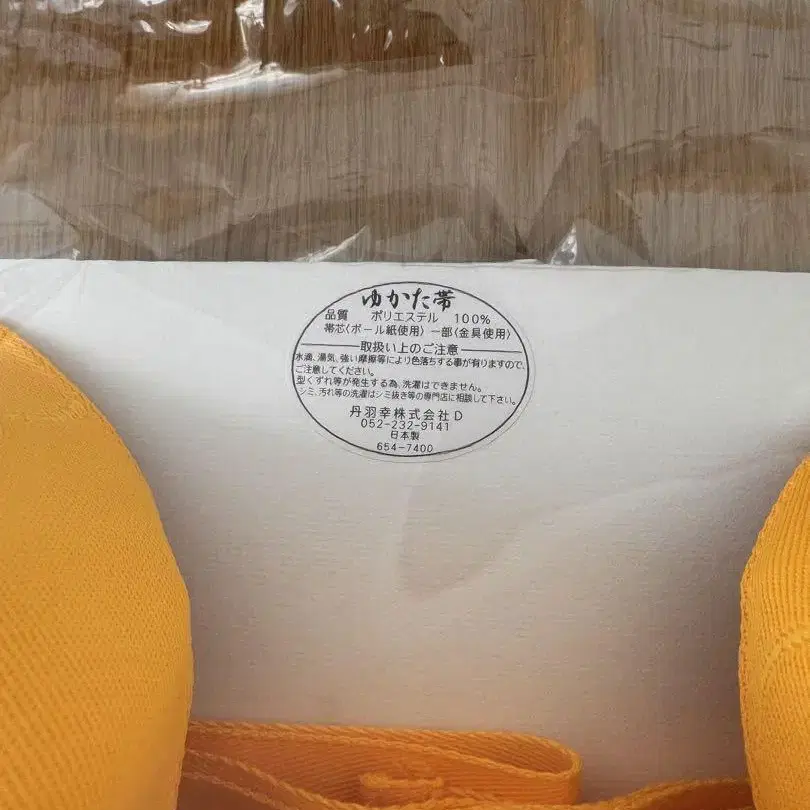 ゆかた帯
品質 ポリエステル 100%
帯芯〈ボール紙使用〉一部〈金具使用〉
取扱い上のご注意
水滴、湯気、強い摩擦等により色落ちする事が有りますので、
ご注意してください。
型くずれ等が発生する為、洗濯はできません。
シミ、汚れ等の洗濯はシミ抜き等の専門店に相談して下さい。
丹羽幸株式会社 D
052-232-9141
日本製
654-7400